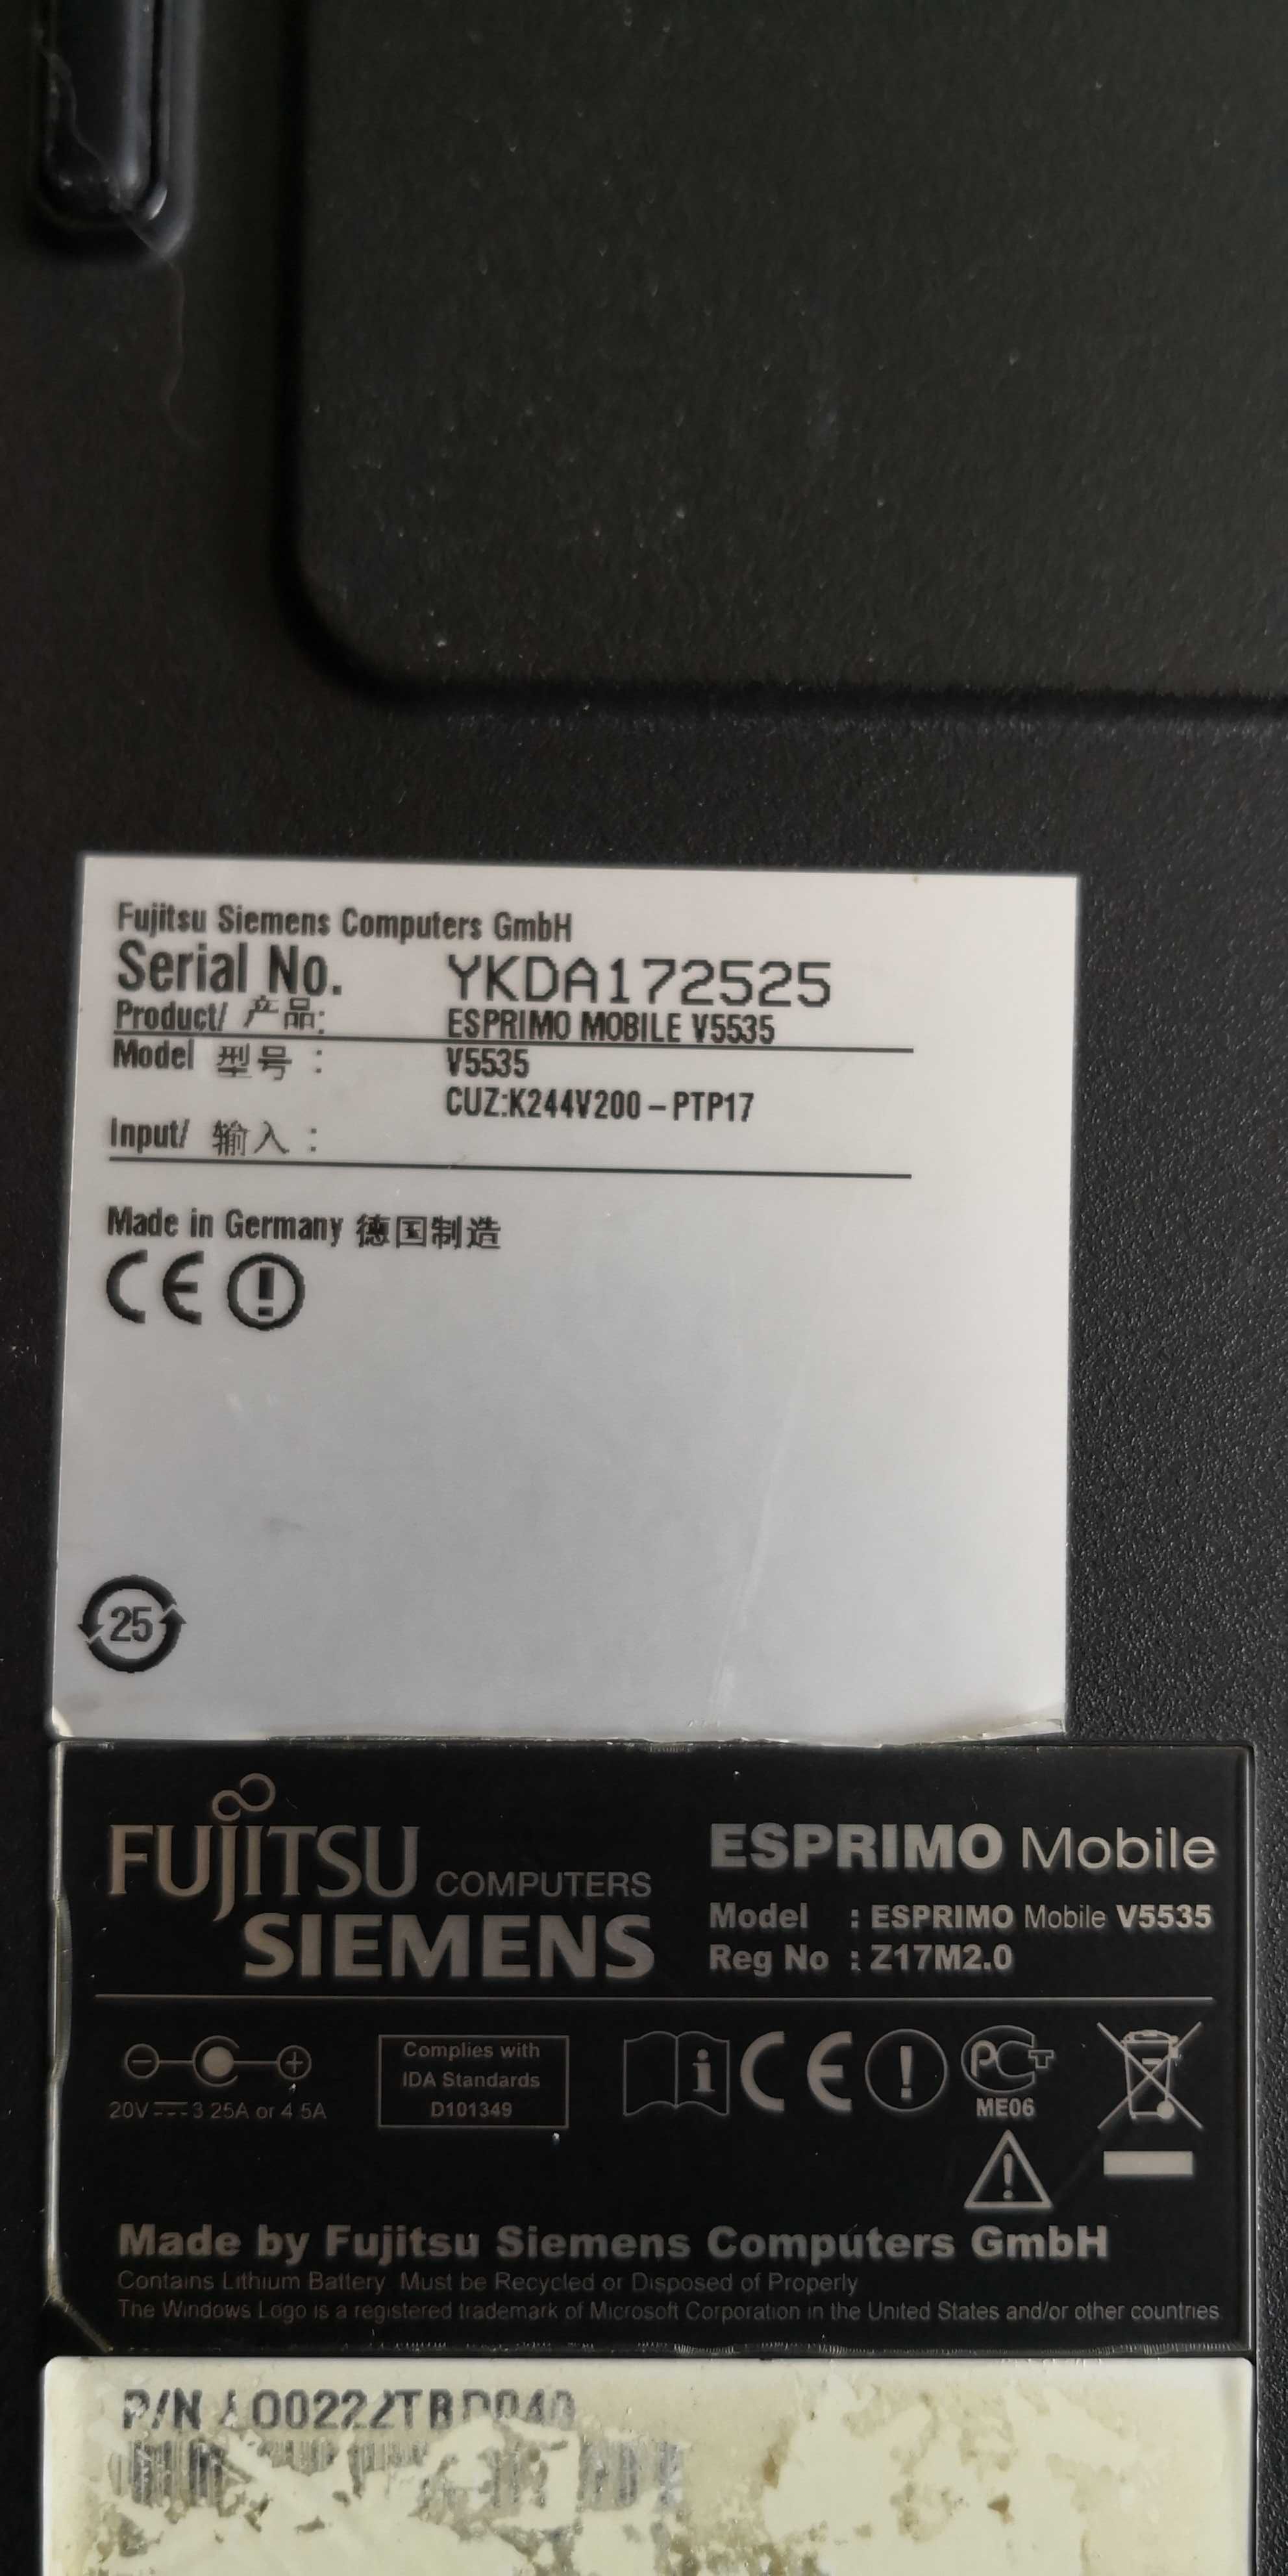 Fujitsu Siemens Computers GmbH
Serial No. YKDA172525
Product/ 产品: ESPRIMO MOBILE V5535
Model 型号 : V5535
CUZ:K244V200-PTP17
Input/ 输入 :
Made in Germany 德国制造
CE
25
FUJITSU COMPUTERS
SIEMENS
ESPRIMO Mobile
Model : ESPRIMO Mobile V5535
Reg No : Z17M2.0
20V 3.25A or 4.5A
Complies with
IDA Standards
D101349
i CE ! PCT
ME06
Made by Fujitsu Siemens Computers GmbH
Contains Lithium Battery Must be Recycled or Disposed of Properly
The Windows Logo is a registered trademark of Microsoft Corporation in the United States and/or other countries
P/N